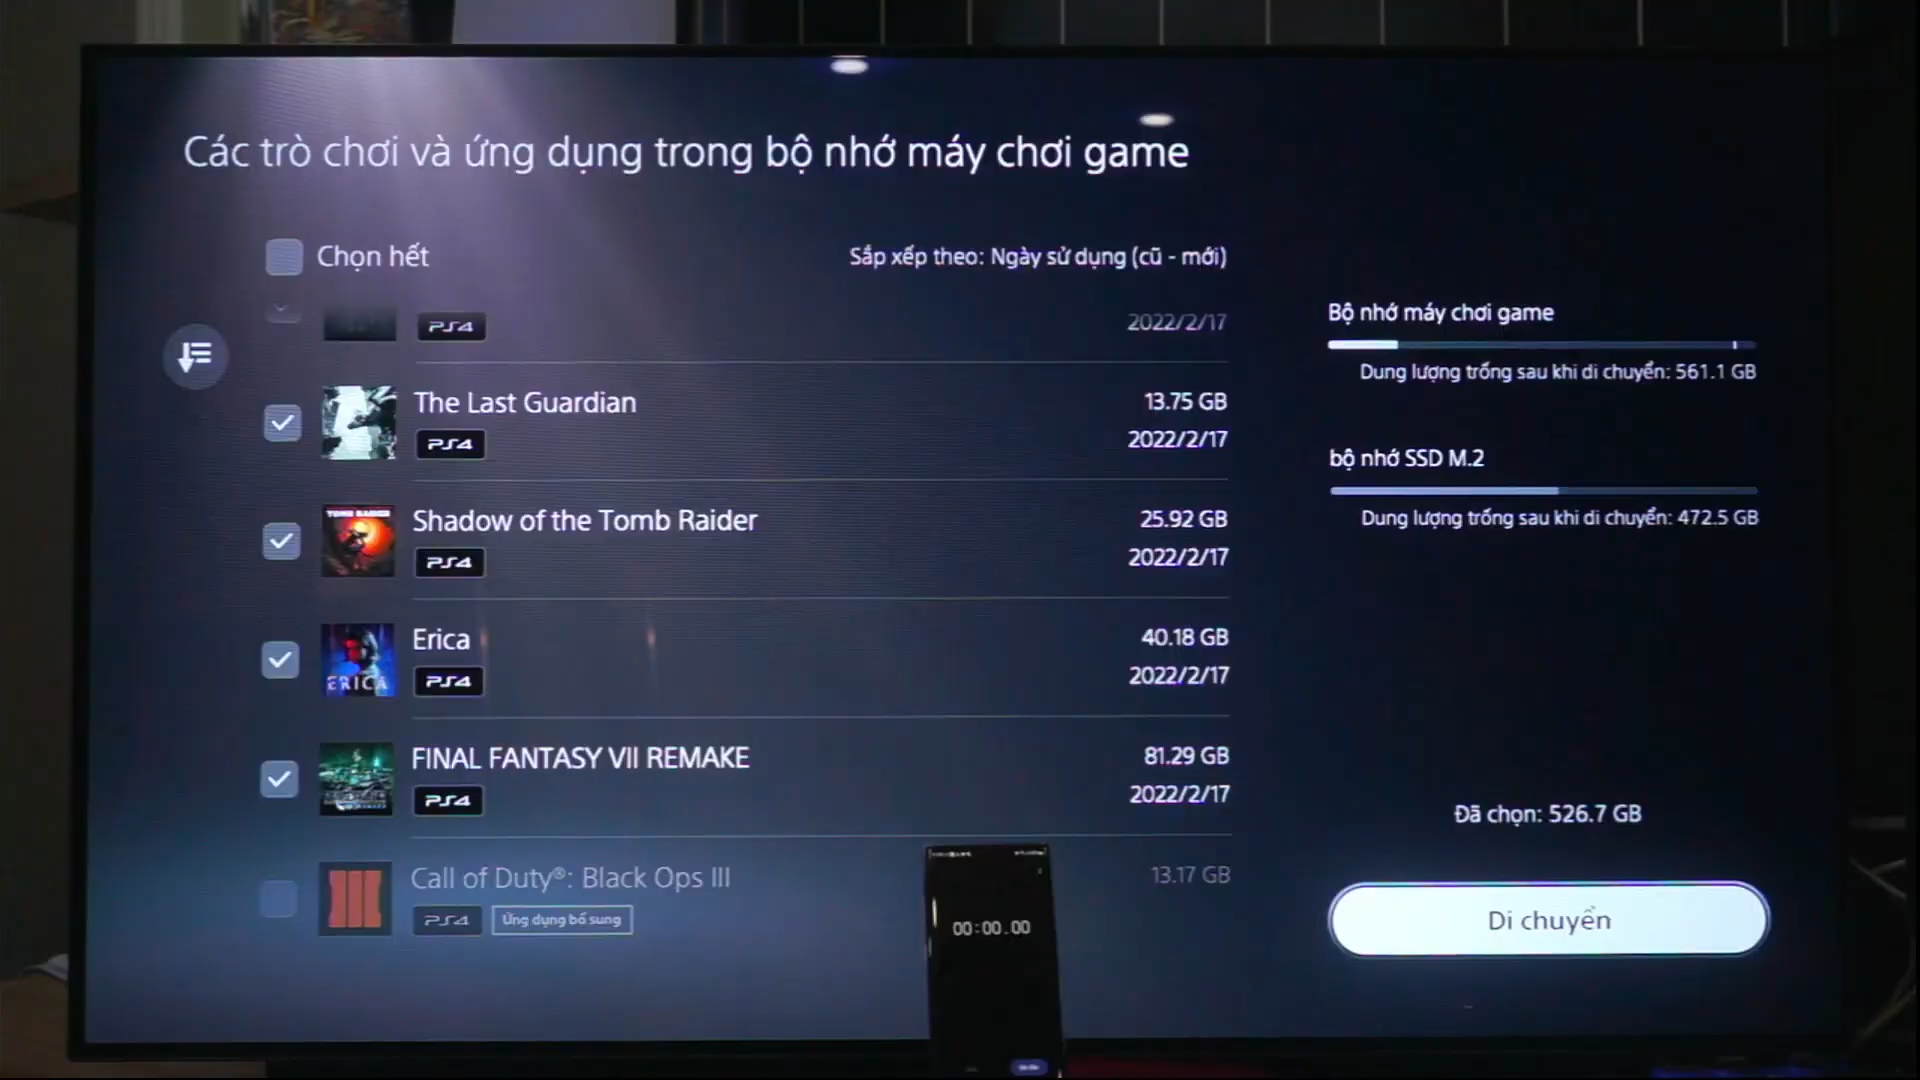 Các trò chơi và ứng dụng trong bộ nhớ máy chơi game
Chọn hết
Sắp xếp theo: Ngày sử dụng (cũ - mới)
PS4
2022/2/17
The Last Guardian
13.75 GB
PS4
2022/2/17
TOMB RAIDER
Shadow of the Tomb Raider
25.92 GB
PS4
2022/2/17
ERICA
Erica
40.18 GB
PS4
2022/2/17
FINAL FANTASY VII REMAKE
81.29 GB
PS4
2022/2/17
Call of Duty®: Black Ops III
13.17 GB
PS4
Ứng dụng bổ sung
Bộ nhớ máy chơi game
Dung lượng trống sau khi di chuyển: 561.1 GB
bộ nhớ SSD M.2
Dung lượng trống sau khi di chuyển: 472.5 GB
Đã chọn: 526.7 GB
Di chuyển
00:00.00